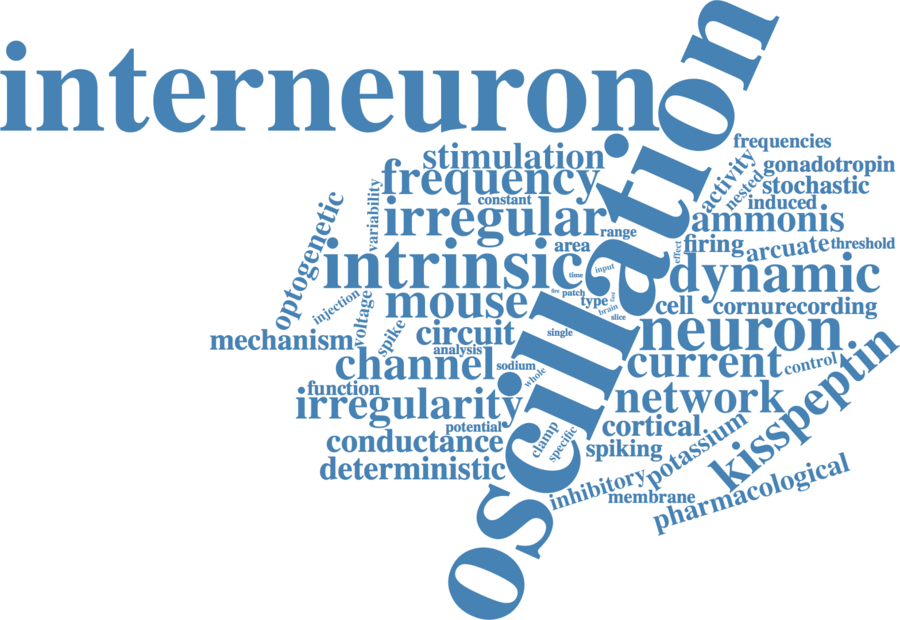 interneuron
oscillation
stimulation
frequency
constant
variability
irregular
range
area
intrinsic
optogenetic
injection
voltage
mouse
time
input
fire
patch
type
brain
fast
slice
mechanism
spike
circuit
single
analysis
channel
sodium
whole
function
irregularity
potential
conductance
clamp
specific
deterministic
frequencies
activity
nested
gonadotropin
stochastic
induced
ammonis
effect
firing
arcuate
threshold
dynamic
cell
cornu
recording
neuron
current
control
network
kisspeptin
cortical
spiking
potassium
inhibitory
membrane
pharmacological